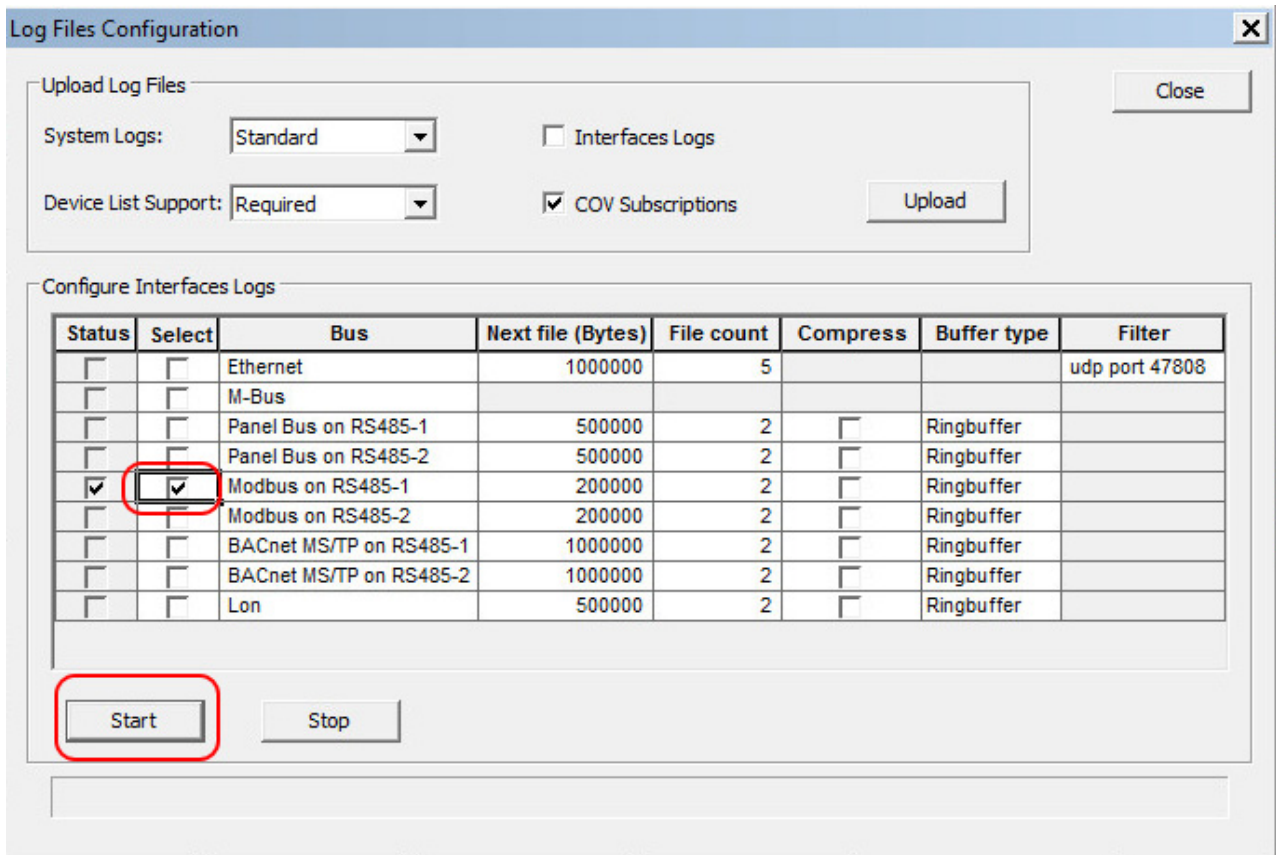 Log Files Configuration
Upload Log Files
Close
System Logs: Standard Interfaces Logs
Device List Support: Required COV Subscriptions Upload
Configure Interfaces Logs
Status Select Bus Next file (Bytes) File count Compress Buffer type Filter
Ethernet 1000000 5 udp port 47808
M-Bus
Panel Bus on RS485-1 500000 2 Ringbuffer
Panel Bus on RS485-2 500000 2 Ringbuffer
Modbus on RS485-1 200000 2 Ringbuffer
Modbus on RS485-2 200000 2 Ringbuffer
BACnet MS/TP on RS485-1 1000000 2 Ringbuffer
BACnet MS/TP on RS485-2 1000000 2 Ringbuffer
Lon 500000 2 Ringbuffer
Start Stop